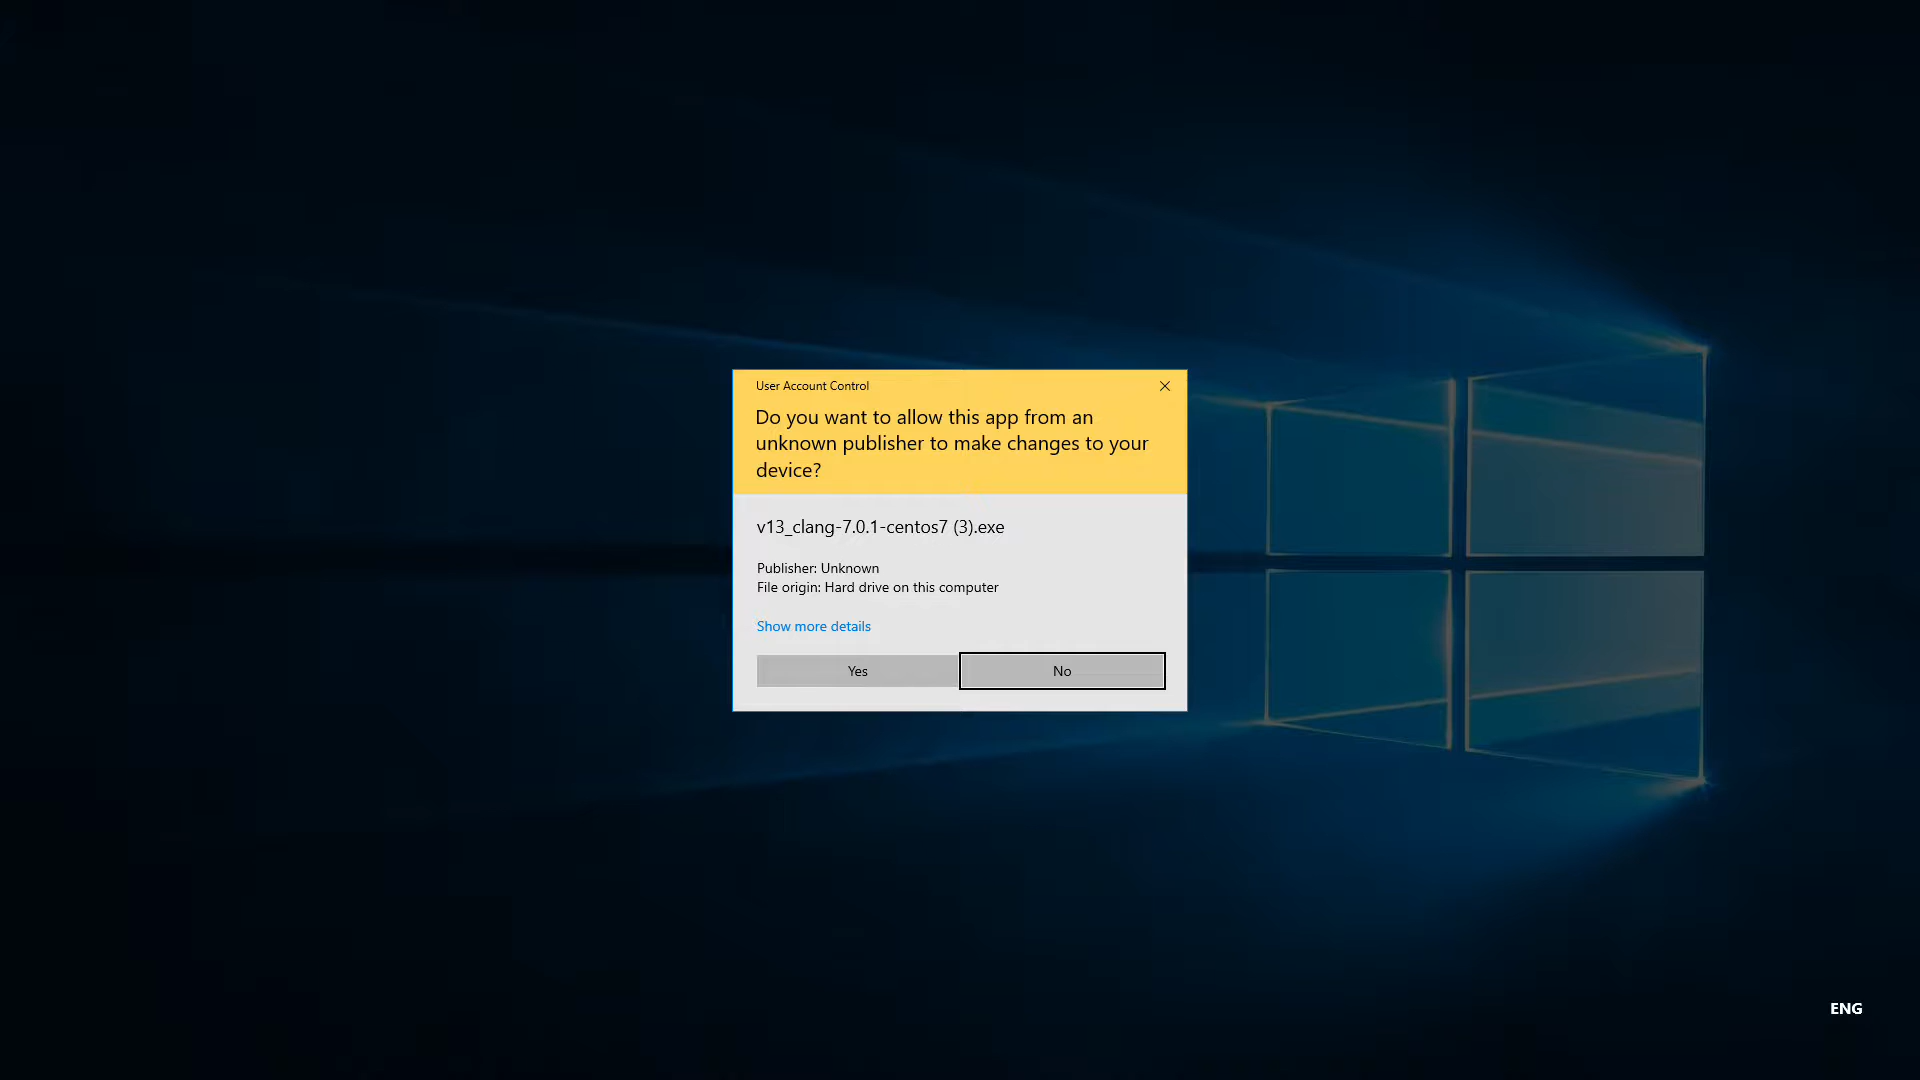 User Account Control
Do you want to allow this app from an
unknown publisher to make changes to your
device?
v13_clang-7.0.1-centos7 (3).exe
Publisher: Unknown
File origin: Hard drive on this computer
Show more details
Yes
No
ENG